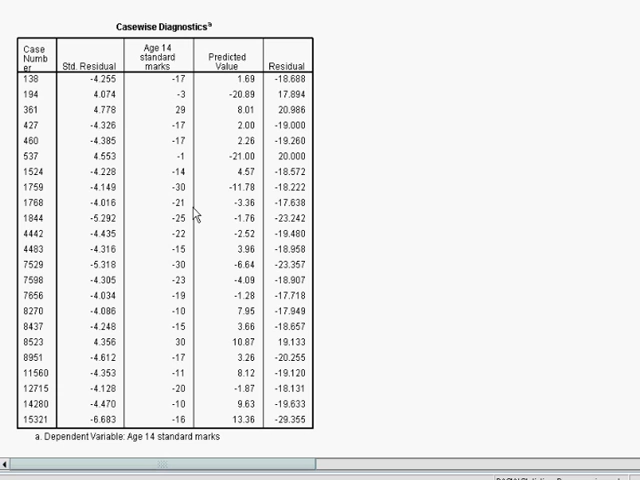 Casewise Diagnosticsª
Case Numb er Std. Residual Age 14 standard marks Predicted Value Residual
138 -4.255 -17 1.69 -18.688
194 4.074 -3 -20.89 17.894
361 4.778 29 8.01 20.986
427 -4.326 -17 2.00 -19.000
460 -4.385 -17 2.26 -19.260
537 4.553 -1 -21.00 20.000
1524 -4.228 -14 4.57 -18.572
1759 -4.149 -30 -11.78 -18.222
1768 -4.016 -21 -3.36 -17.638
1844 -5.292 -25 -1.76 -23.242
4442 -4.435 -22 -2.52 -19.480
4483 -4.316 -15 3.96 -18.958
7529 -5.318 -30 -6.64 -23.357
7598 -4.305 -23 -4.09 -18.907
7656 -4.034 -19 -1.28 -17.718
8270 -4.086 -10 7.95 -17.949
8437 -4.248 -15 3.66 -18.657
8523 4.356 30 10.87 19.133
8951 -4.612 -17 3.26 -20.255
11560 -4.353 -11 8.12 -19.120
12715 -4.128 -20 -1.87 -18.131
14280 -4.470 -10 9.63 -19.633
15321 -6.683 -16 13.36 -29.355
a. Dependent Variable: Age 14 standard marks